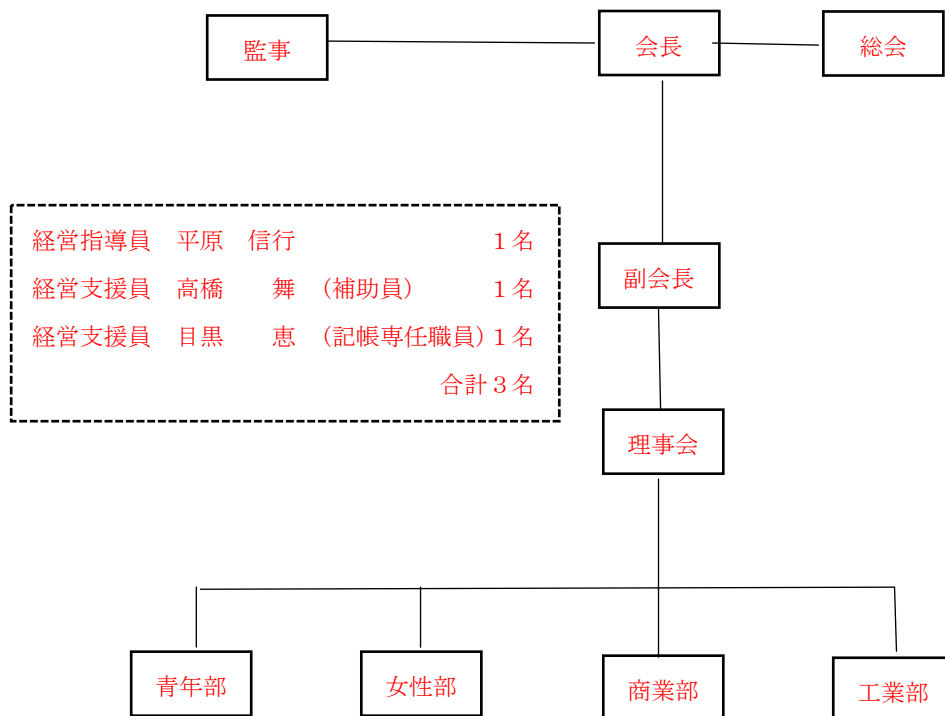 監事
会長
総会
経営指導員　平原　信行　1名
経営支援員　高橋　　舞　(補助員)　1名
経営支援員　目黒　　恵　(記帳専任職員)1名
合計3名
副会長
理事会
青年部
女性部
商業部
工業部